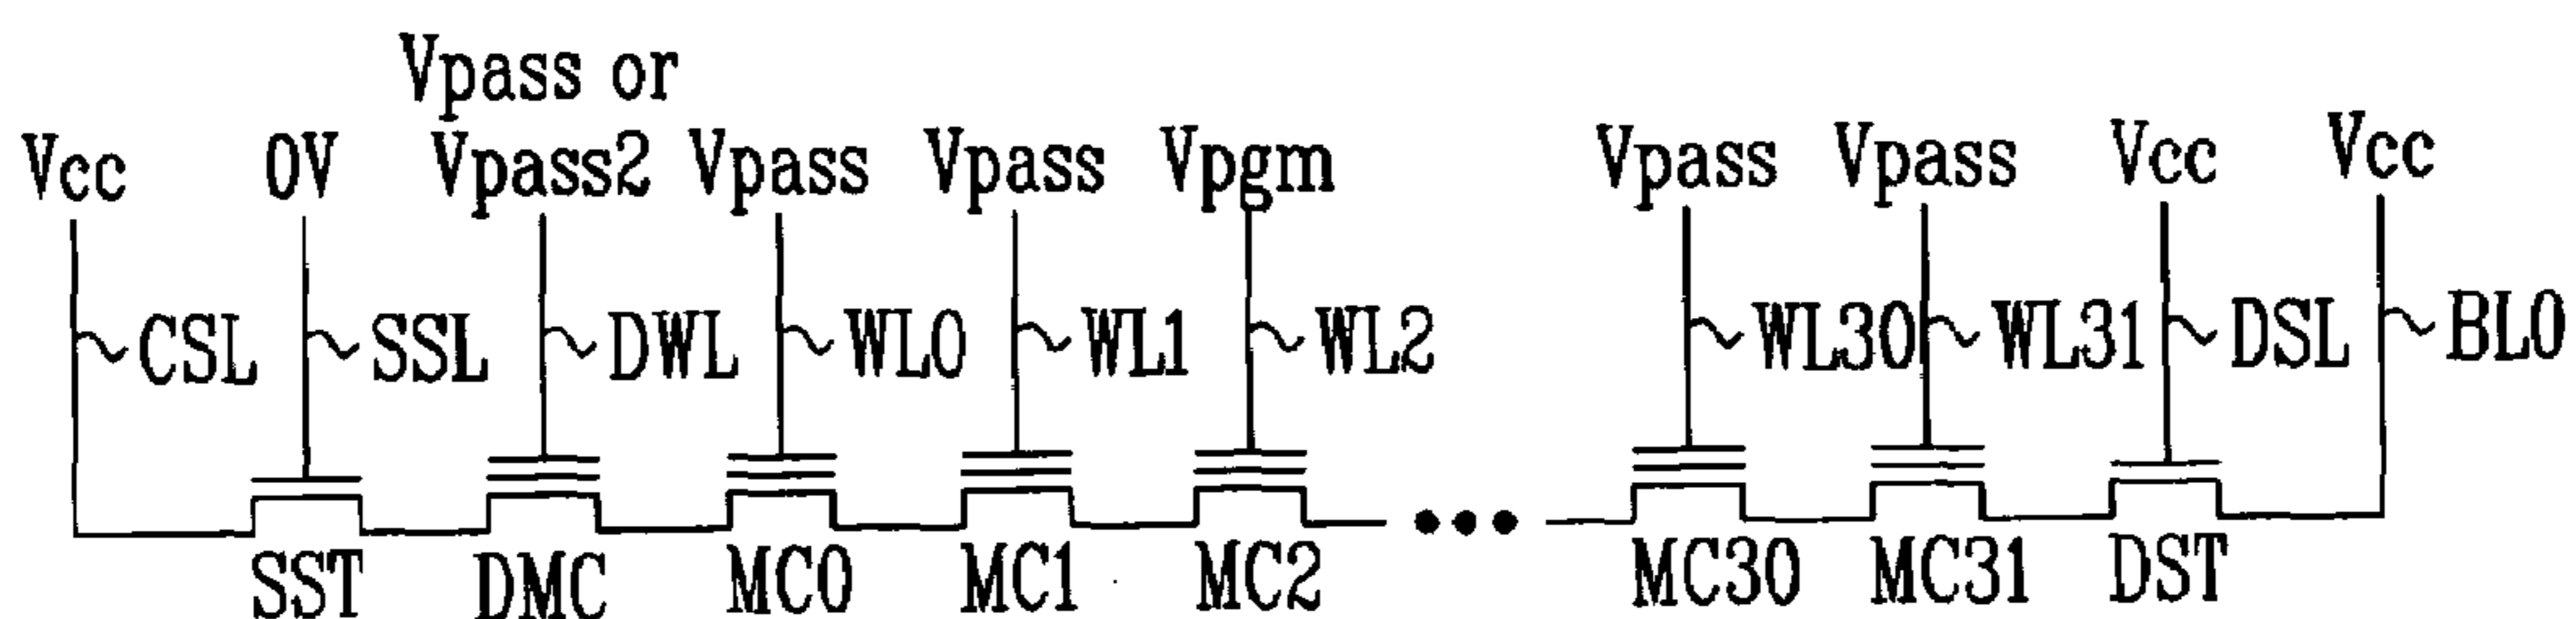 Vpass or
Vcc 0V Vpass2 Vpass Vpass Vpgm Vpass Vpass Vcc Vcc
CSL SSL DWL WL0 WL1 WL2 WL30 WL31 DSL BL0
SST DMC MC0 MC1 MC2 MC30 MC31 DST